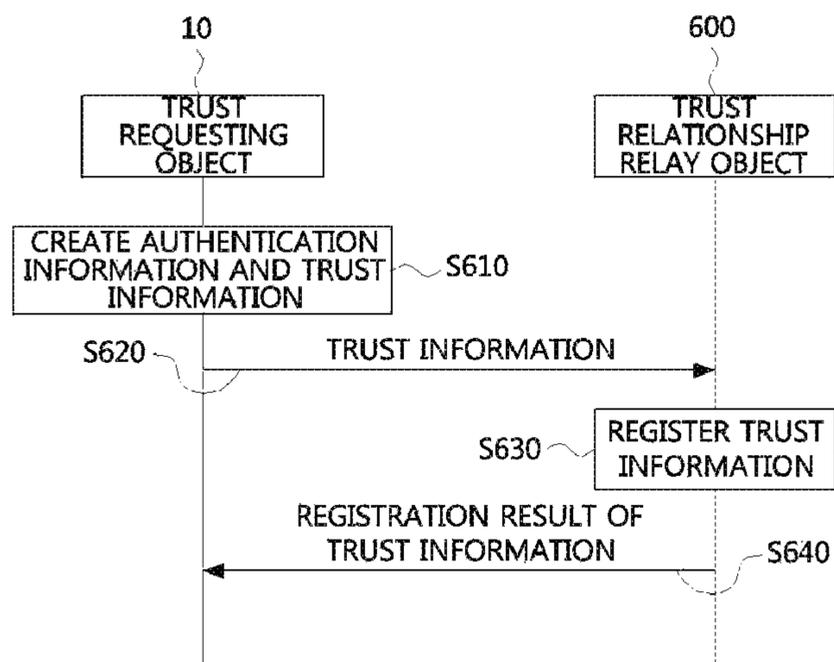 10
600
TRUST
REQUESTING
OBJECT
TRUST
RELATIONSHIP
RELAY OBJECT
CREATE AUTHENTICATION
INFORMATION AND TRUST
INFORMATION
S610
S620
TRUST INFORMATION
S630
REGISTER TRUST
INFORMATION
REGISTRATION RESULT OF
TRUST INFORMATION
S640